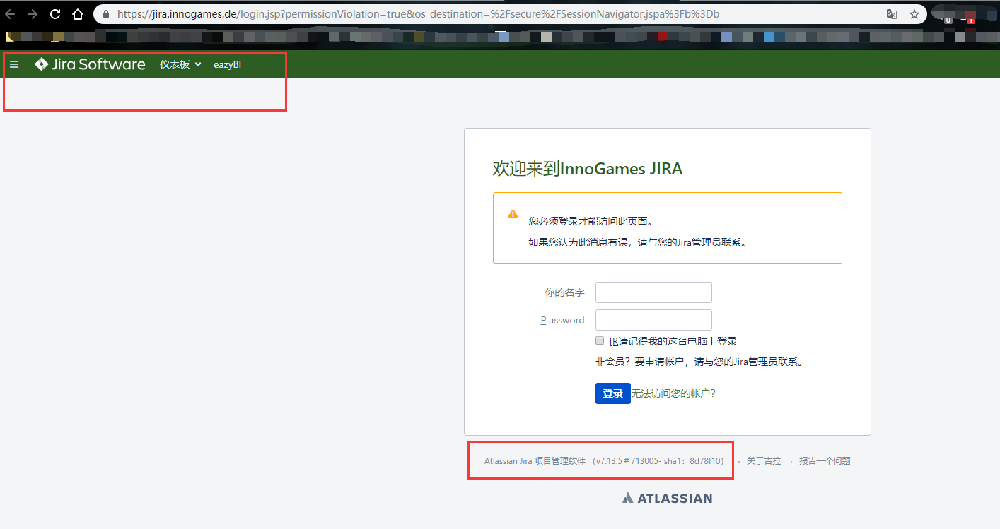 https://jira.innogames.de/login.jsp?permissionViolation=true&os_destination=%2Fsecure%2FSessionNavigator.jspa%3Fb%3Db
Jira Software 仪表板 eazyBI
欢迎来到InnoGames JIRA
您必须登录才能访问此页面。
如果您认为此消息有误，请与您的Jira管理员联系。
你的名字
P assword
[R请记得我的这台电脑上登录
非会员？要申请帐户，请与您的Jira管理员联系。
登录 无法访问您的帐户?
Atlassian Jira 项目管理软件 (v7.13.5＃713005- sha1：8d78f10) · 关于吉拉 · 报告一个问题
ATLASSIAN